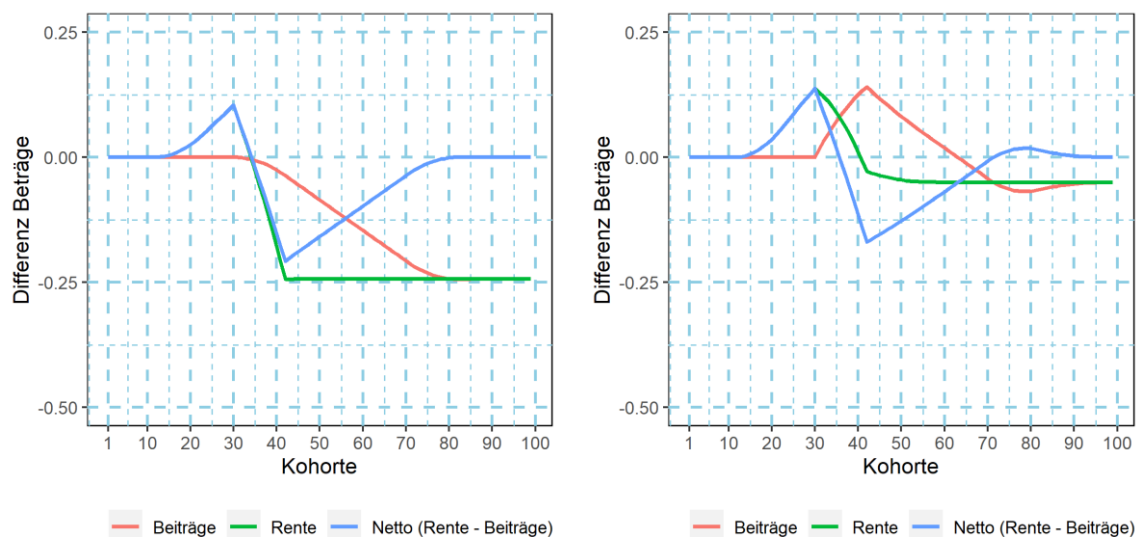 0.25
0.00
-0.25
-0.50
Differenz Beträge
1 10 20 30 40 50 60 70 80 90 100
Kohorte
Beiträge Rente Netto (Rente - Beiträge)
0.25
0.00
-0.25
-0.50
Differenz Beträge
1 10 20 30 40 50 60 70 80 90 100
Kohorte
Beiträge Rente Netto (Rente - Beiträge)